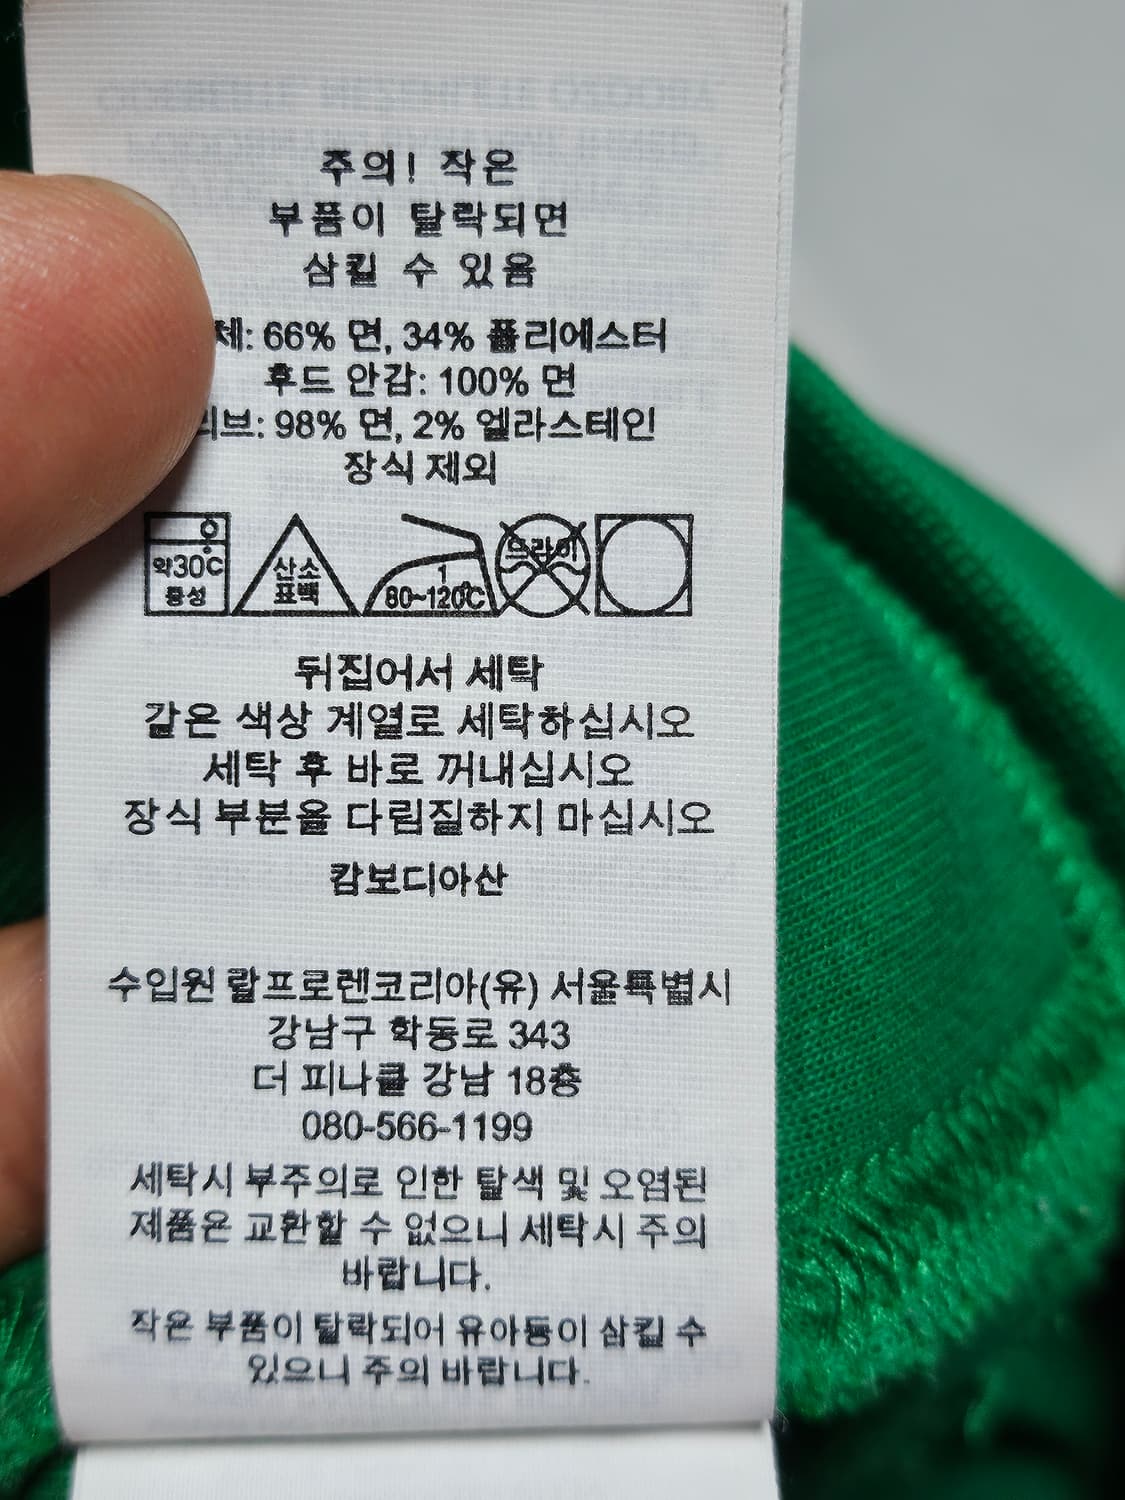 주의! 작은
부품이 탈락되면
삼킬 수 있음
체: 66% 면, 34% 폴리에스터
후드 안감: 100% 면
리브: 98% 면, 2% 엘라스테인
장식 제외
약30°C
중성
산소
표백
1
80~120°C
드라이
뒤집어서 세탁
같은 색상 계열로 세탁하십시오
세탁 후 바로 꺼내십시오
장식 부분을 다림질하지 마십시오
캄보디아산
수입원 랄프로렌코리아(유) 서울특별시
강남구 학동로 343
더 피나클 강남 18층
080-566-1199
세탁시 부주의로 인한 탈색 및 오염된
제품은 교환할 수 없으니 세탁시 주의
바랍니다.
작은 부품이 탈락되어 유아동이 삼킬 수
있으니 주의 바랍니다.